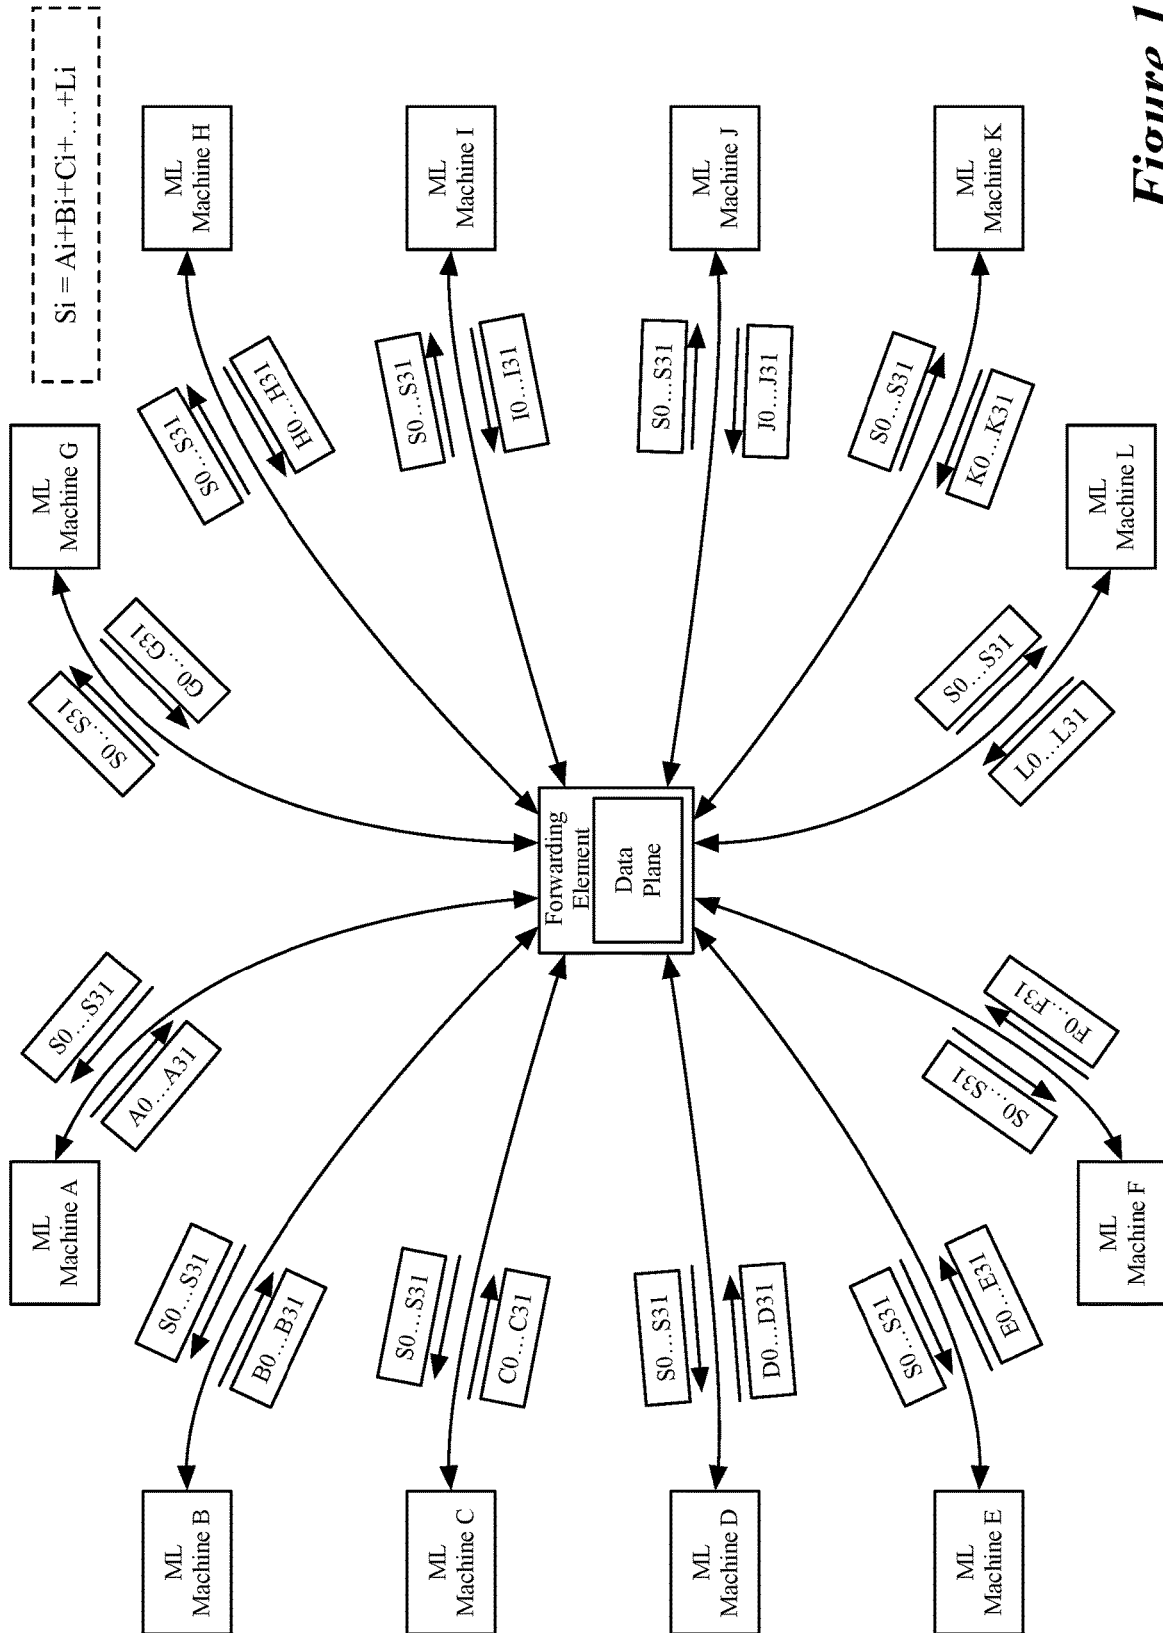 ML
Machine A
ML
Machine G
Si = Ai+Bi+Ci+…+Li
S0…S31
A0…A31
S0…S31
G0…G31
ML
Machine B
S0…S31
B0…B31
S0…S31
H0…H31
ML
Machine H
ML
Machine C
S0…S31
C0…C31
S0…S31
I0…I31
ML
Machine I
Forwarding
Element
Data
Plane
ML
Machine D
S0…S31
D0…D31
S0…S31
J0…J31
ML
Machine J
ML
Machine E
S0…S31
E0…E31
S0…S31
K0…K31
ML
Machine K
S0…S31
F0…F31
S0…S31
L0…L31
ML
Machine F
ML
Machine L
Figure 1